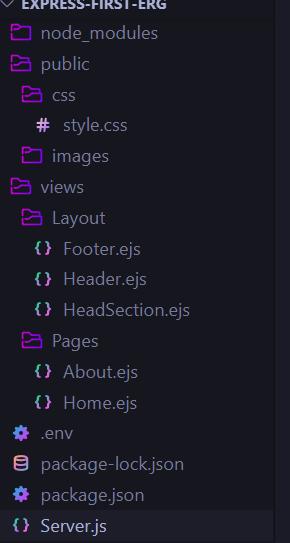 EXPRESS-FIRST-ERG
node_modules
public
css
# style.css
images
views
Layout
{ } Footer.ejs
{ } Header.ejs
{ } HeadSection.ejs
Pages
{ } About.ejs
{ } Home.ejs
.env
package-lock.json
package.json
{ } Server.js